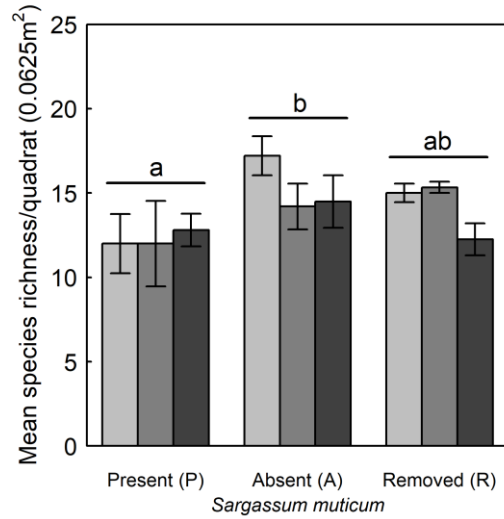 Mean species richness/quadrat (0.0625m²)
25
20
15
10
5
0
a
b
ab
Present (P) Absent (A) Removed (R)
Sargassum muticum